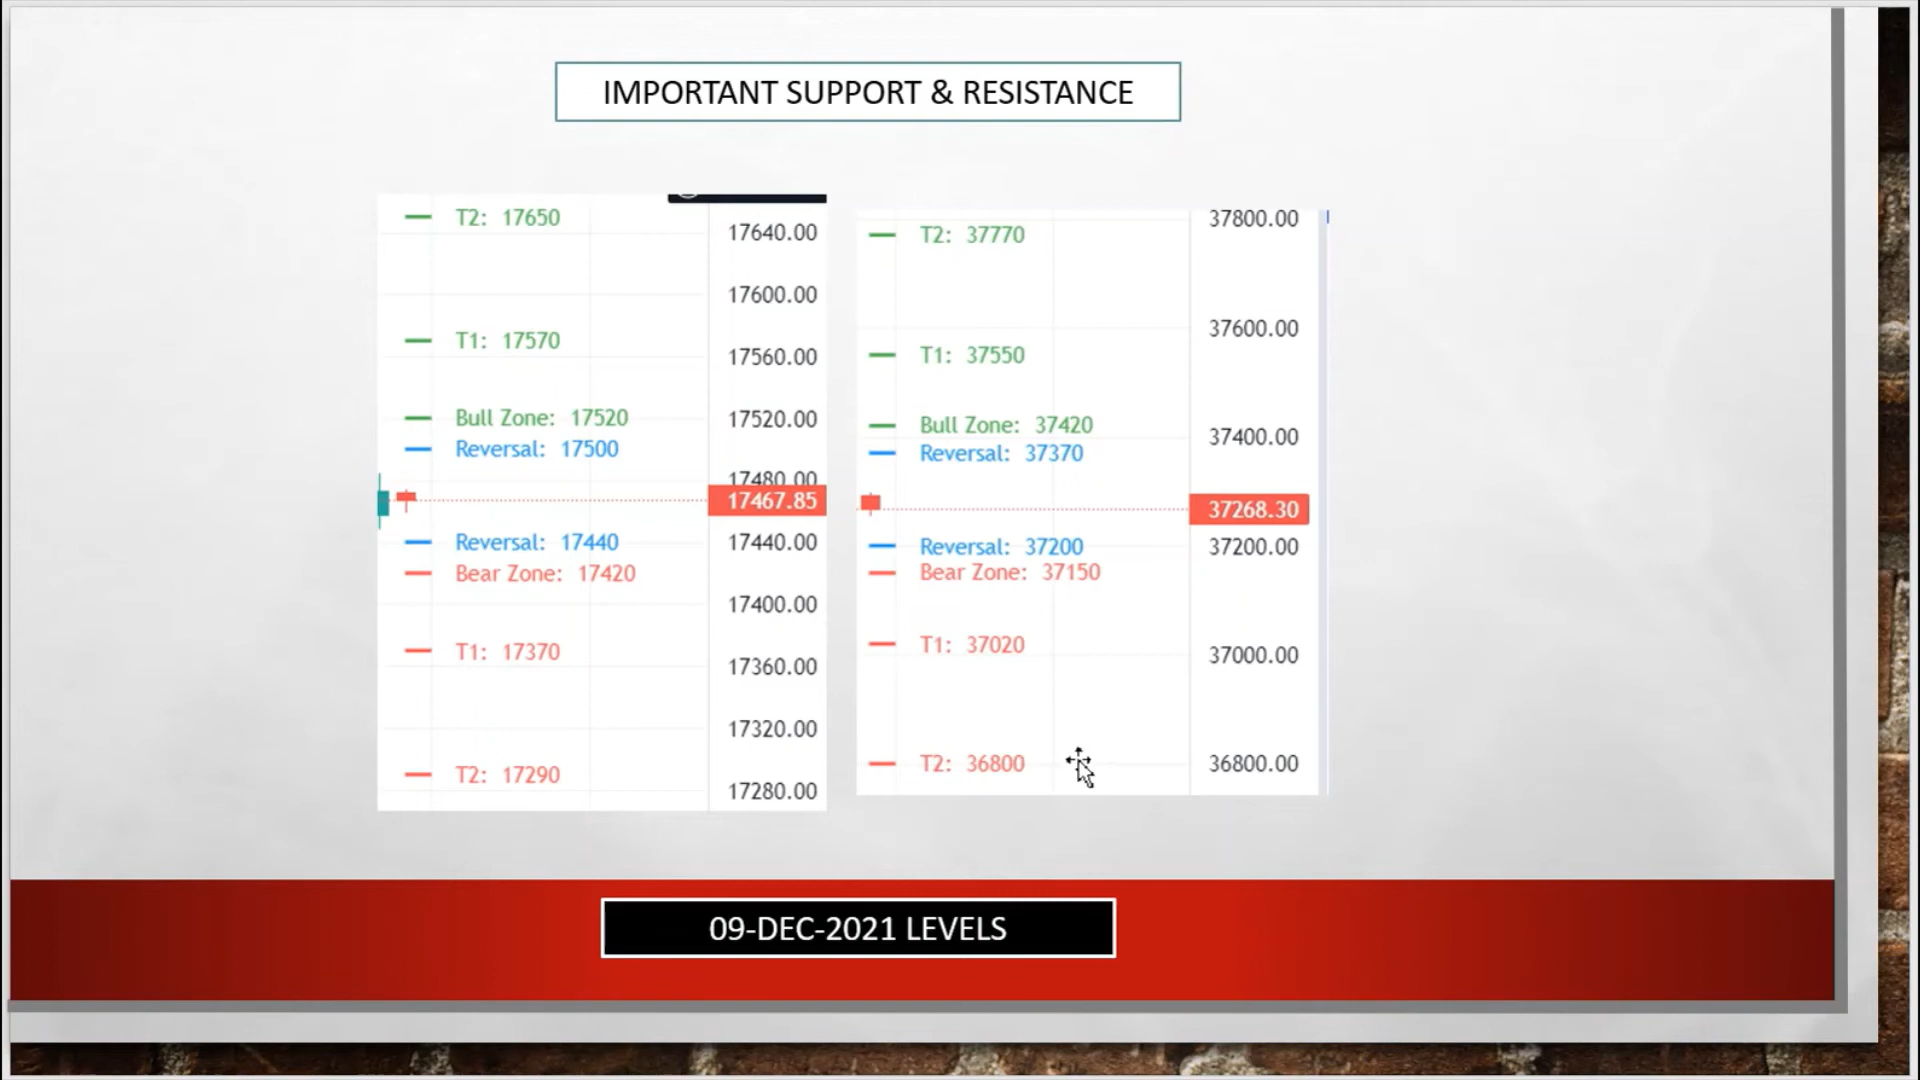 IMPORTANT SUPPORT & RESISTANCE
T2: 17650
17640.00
17600.00
T1: 17570
17560.00
Bull Zone: 17520
17520.00
Reversal: 17500
17480.00
17467.85
Reversal: 17440
17440.00
Bear Zone: 17420
17400.00
T1: 17370
17360.00
17320.00
T2: 17290
17280.00
37800.00
T2: 37770
37600.00
T1: 37550
Bull Zone: 37420
37400.00
Reversal: 37370
37268.30
Reversal: 37200
37200.00
Bear Zone: 37150
T1: 37020
37000.00
T2: 36800
36800.00
09-DEC-2021 LEVELS